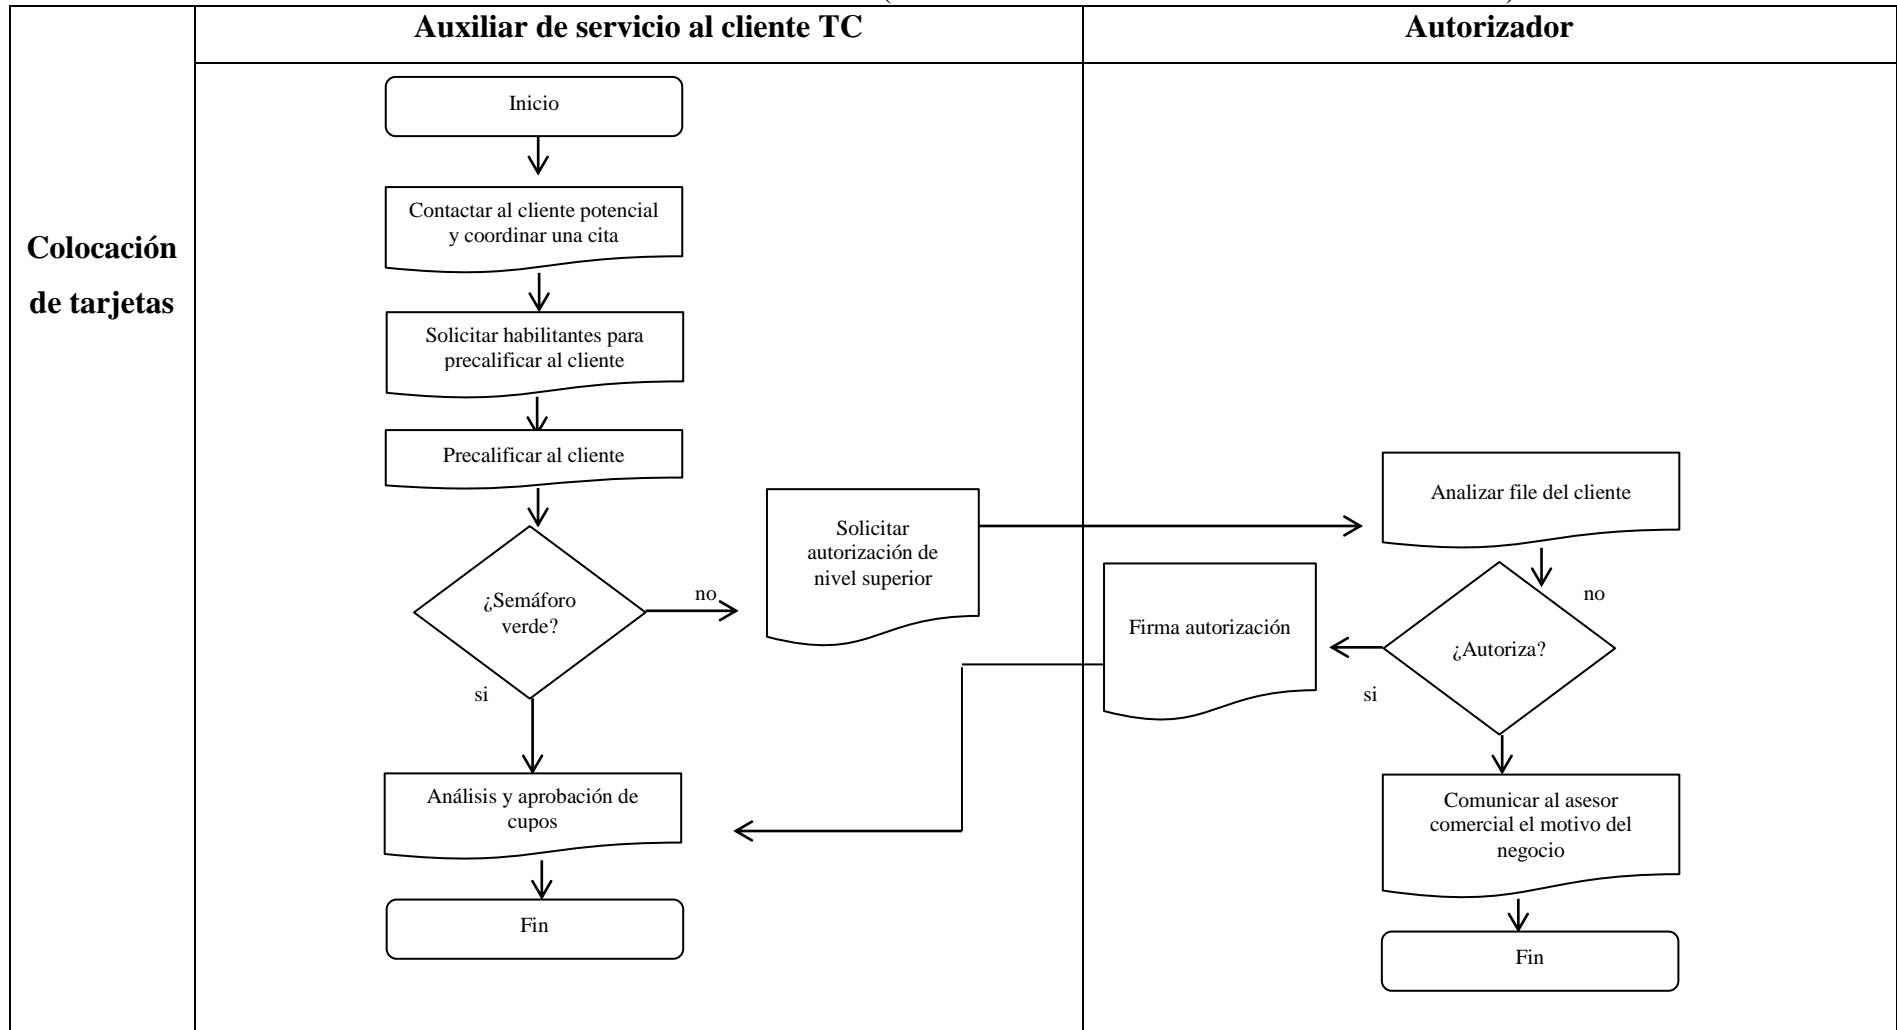 Auxiliar de servicio al cliente TC
Autorizador
Colocación
de tarjetas
Inicio
Contactar al cliente potencial
y coordinar una cita
Solicitar habilitantes para
precalificar al cliente
Precalificar al cliente
¿Semáforo
verde?
no
si
Solicitar
autorización de
nivel superior
Analizar file del cliente
¿Autoriza?
no
si
Firma autorización
Análisis y aprobación de
cupos
Fin
Comunicar al asesor
comercial el motivo del
negocio
Fin